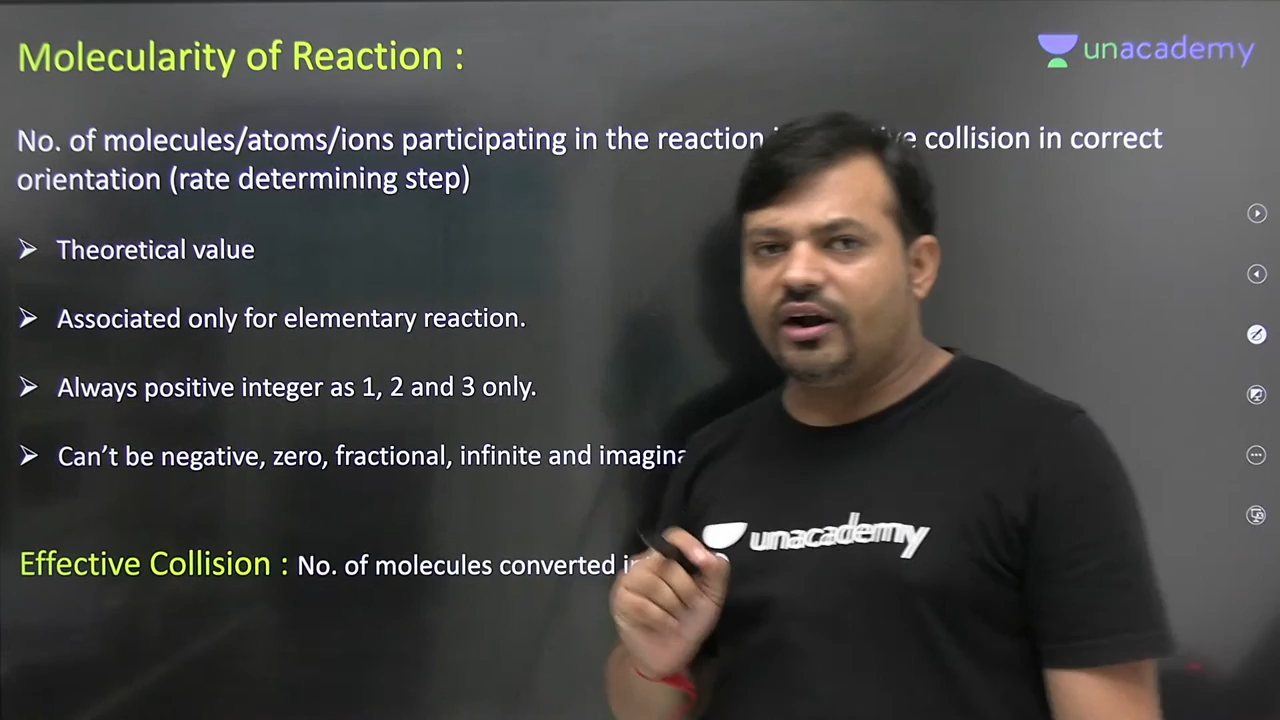 Molecularity of Reaction :
unacademy
No. of molecules/atoms/ions participating in the reaction collision in correct
orientation (rate determining step)
➢ Theoretical value
➢ Associated only for elementary reaction.
➢ Always positive integer as 1, 2 and 3 only.
➢ Can’t be negative, zero, fractional, infinite and
unacademy
Effective Collision : No. of molecules converted